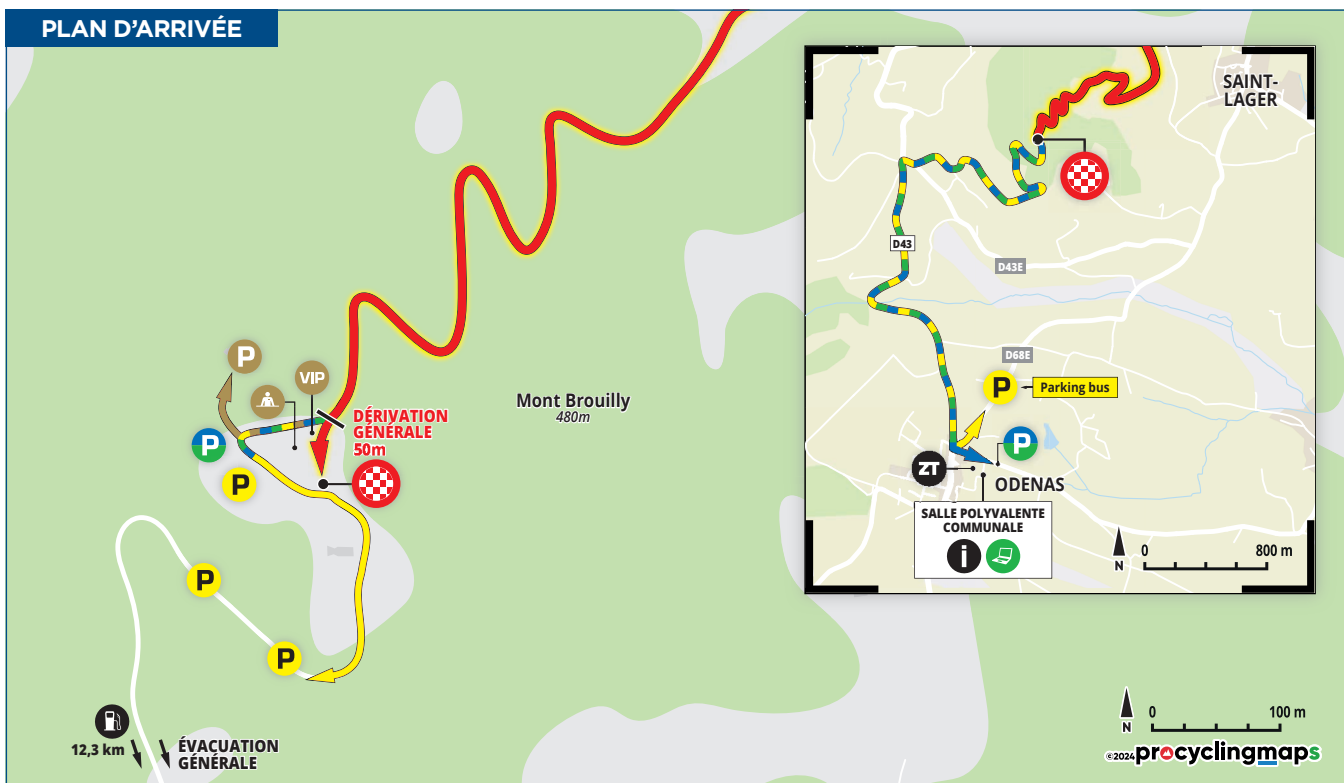 PLAN D'ARRIVÉE
SAINT-
LAGER
D43
D43E
D68E
P
Parking bus
P
ZT
ODENAS
SALLE POLYVALENTE
COMMUNALE
i
N
0
800 m
P
VIP
DÉRIVATION
GÉNÉRALE
50m
Mont Brouilly
480m
P
P
P
P
12,3 km
ÉVACUATION
GÉNÉRALE
N
0
100 m
©2024 procyclingmaps